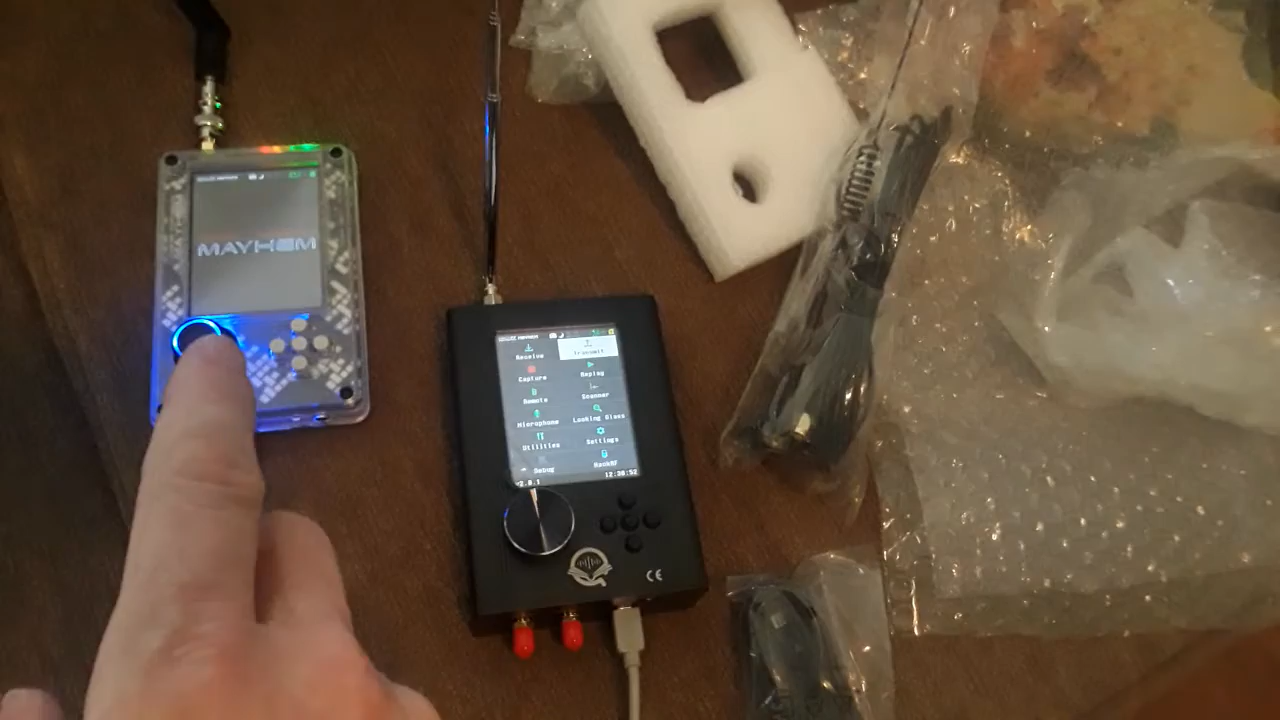 MAYHEM
Receive
Transmit
Capture
Replay
Remote
Scanner
Microphone
Looking Glass
Utilities
Settings
Debug
HackRF
v2.0.1
12:38:52
CE